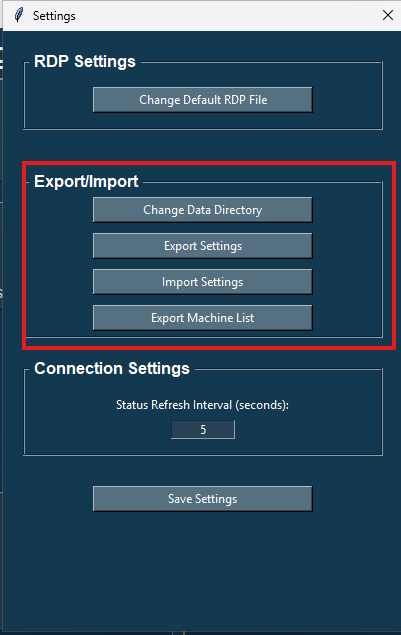 Settings
RDP Settings
Change Default RDP File
Export/Import
Change Data Directory
Export Settings
Import Settings
Export Machine List
Connection Settings
Status Refresh Interval (seconds):
5
Save Settings